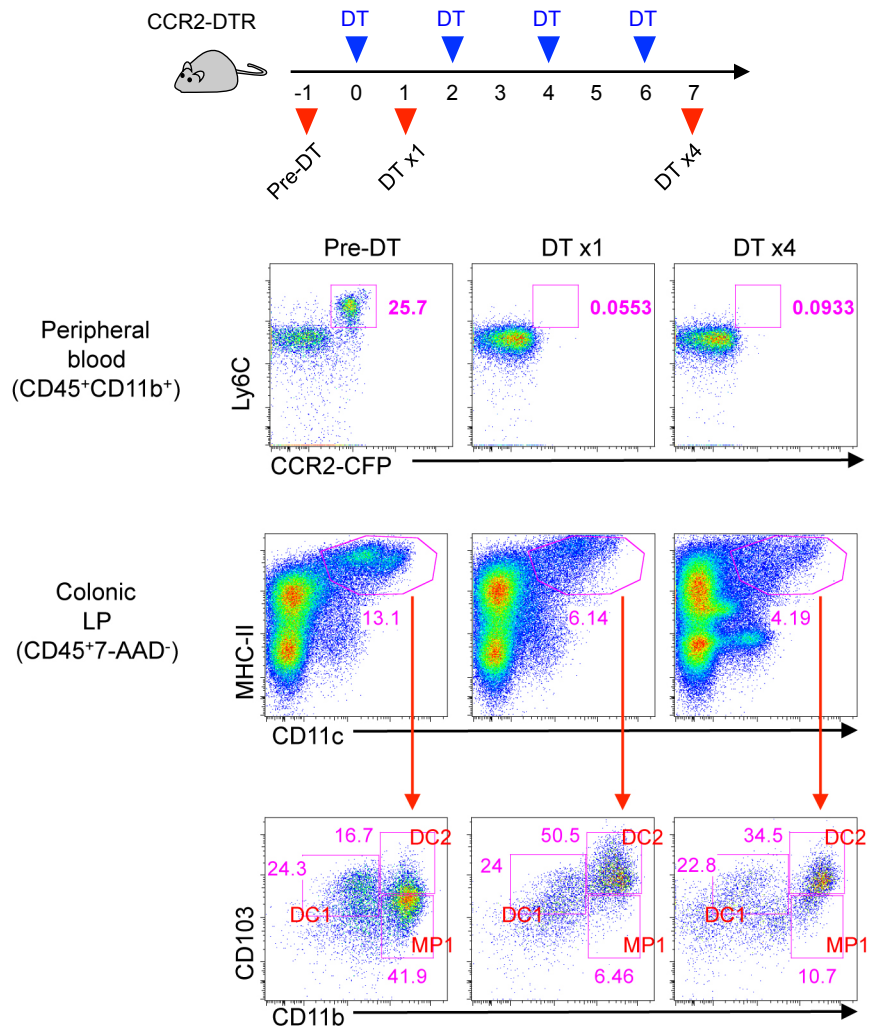 CCR2-DTR
DT DT DT DT
-1 0 1 2 3 4 5 6 7
Pre-DT
DT x1
DT x4
Pre-DT DT x1 DT x4
Peripheral
blood
(CD45⁺CD11b⁺)
Ly6C
25.7 0.0553 0.0933
CCR2-CFP
Colonic
LP
(CD45⁺7-AAD⁻)
MHC-II
13.1 6.14 4.19
CD11c
CD103
16.7 DC2 50.5 DC2 34.5 DC2
24.3 24 22.8
DC1 DC1 DC1
MP1 MP1 MP1
41.9 6.46 10.7
CD11b